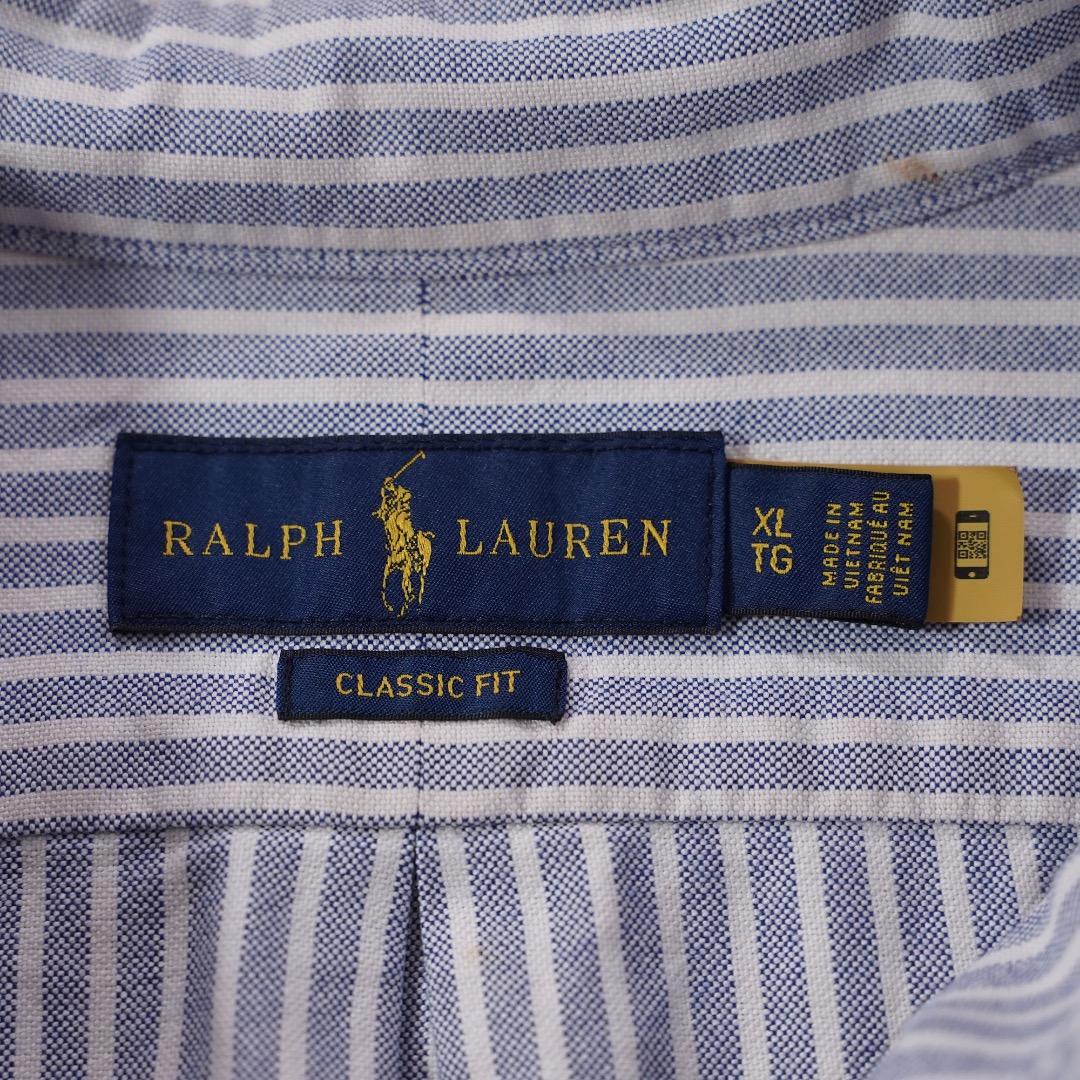 RALPH LAUREN
XL
TG
MADE IN
VIETNAM
FABRIQUÉ AU
VIÊT NAM
CLASSIC FIT